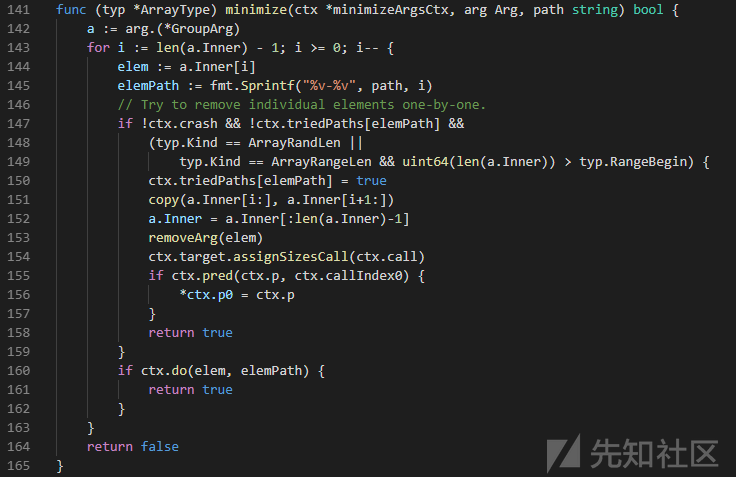 141 func (typ *ArrayType) minimize(ctx *minimizeArgsCtx, arg Arg, path string) bool {
142     a := arg.(*GroupArg)
143     for i := len(a.Inner) - 1; i >= 0; i-- {
144         elem := a.Inner[i]
145         elemPath := fmt.Sprintf("%v-%v", path, i)
146         // Try to remove individual elements one-by-one.
147         if !ctx.crash && !ctx.triedPaths[elemPath] &&
148             (typ.Kind == ArrayRandLen ||
149                 typ.Kind == ArrayRangeLen && uint64(len(a.Inner)) > typ.RangeBegin) {
150             ctx.triedPaths[elemPath] = true
151             copy(a.Inner[i:], a.Inner[i+1:])
152             a.Inner = a.Inner[:len(a.Inner)-1]
153             removeArg(elem)
154             ctx.target.assignSizesCall(ctx.call)
155             if ctx.pred(ctx.p, ctx.callIndex0) {
156                 *ctx.p0 = ctx.p
157             }
158             return true
159         }
160         if ctx.do(elem, elemPath) {
161             return true
162         }
163     }
164     return false
165 }
先知社区